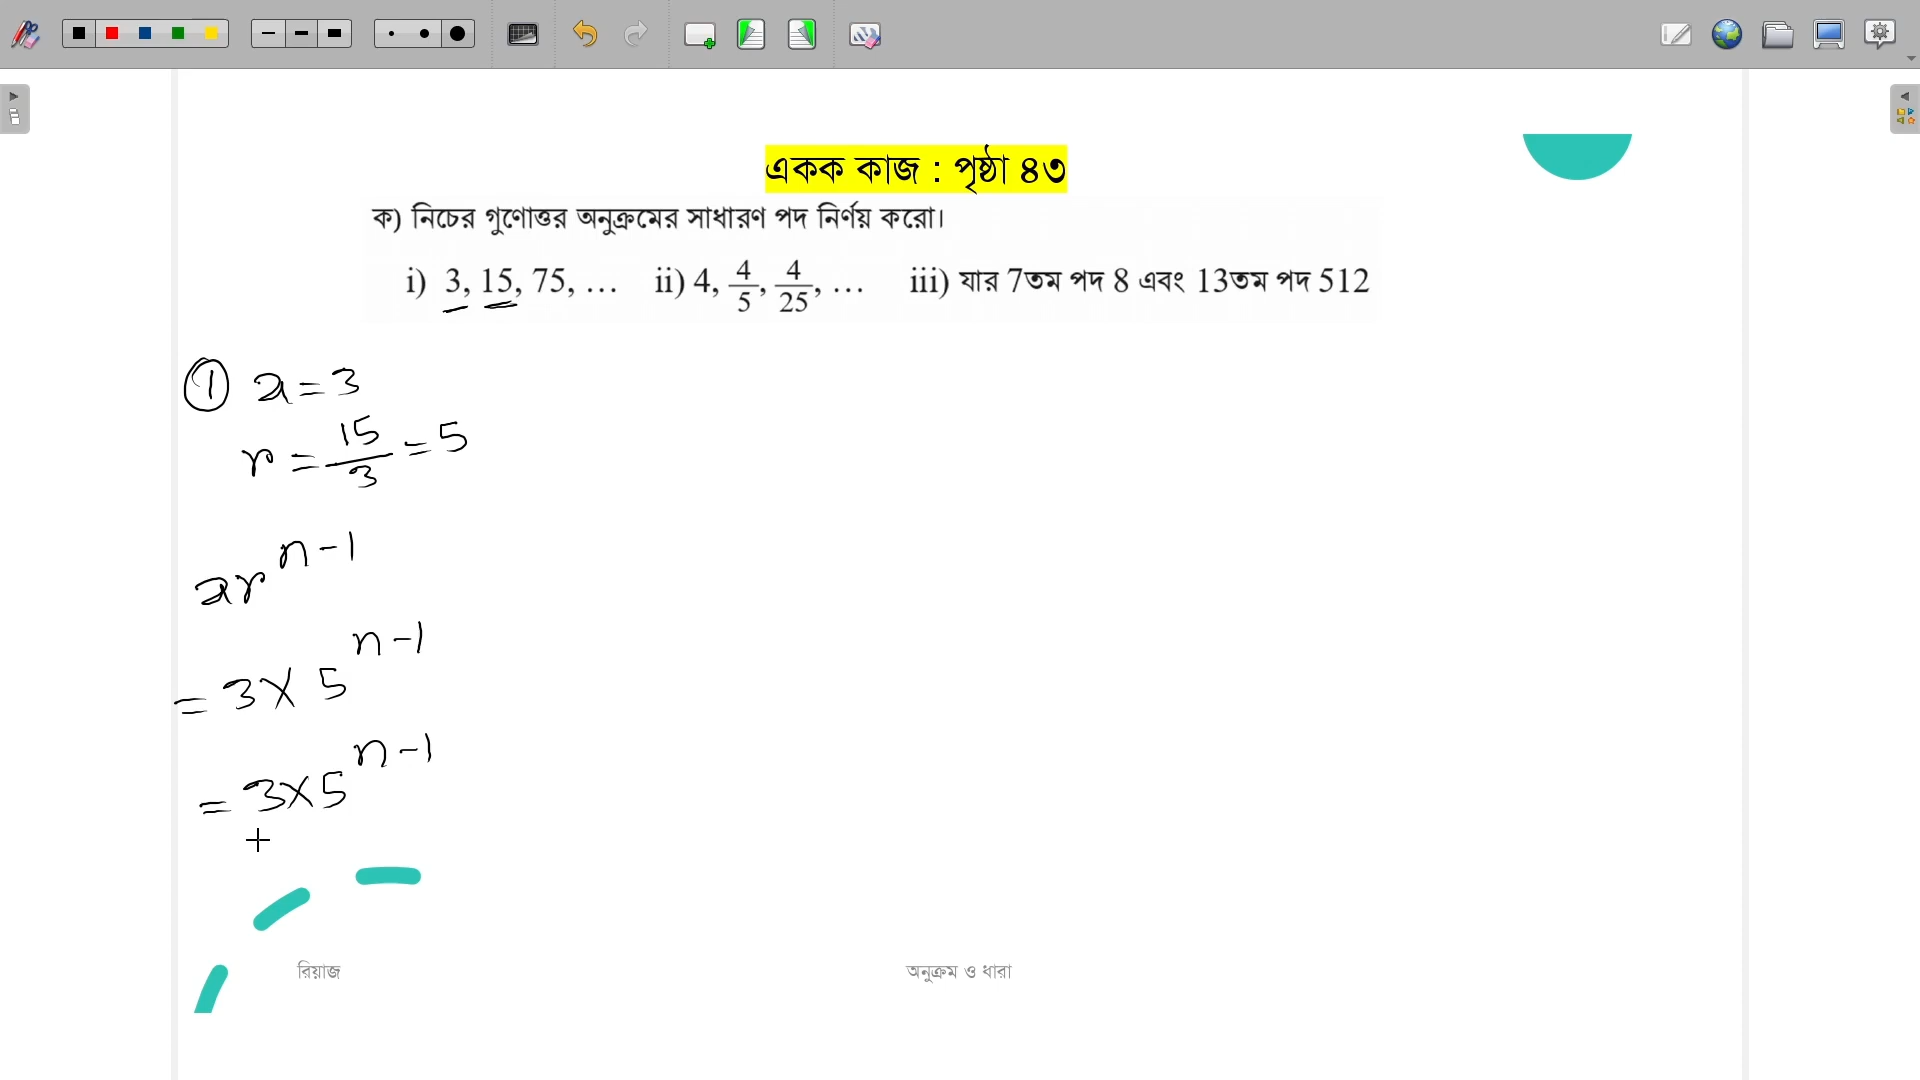 একক কাজ : পৃষ্ঠা ৪৩
ক) নিচের গুণোত্তর অনুক্রমের সাধারণ পদ নির্ণয় করো।
i) 3, 15, 75, … ii) 4, 4/5, 4/25, … iii) যার 7তম পদ 8 এবং 13তম পদ 512
① a = 3
r = 15/3 = 5
ar^(n-1)
= 3 × 5^(n-1)
= 3 × 5^(n-1)
রিয়াজ
অনুক্রম ও ধারা